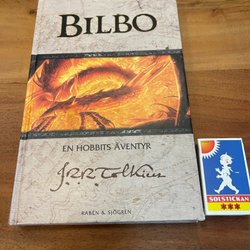 BILBO
EN HOBBITS ÄVENTYR
J.R.R. Tolkien
RABÉN & SJÖGREN
SOLSTICKAN
★★★